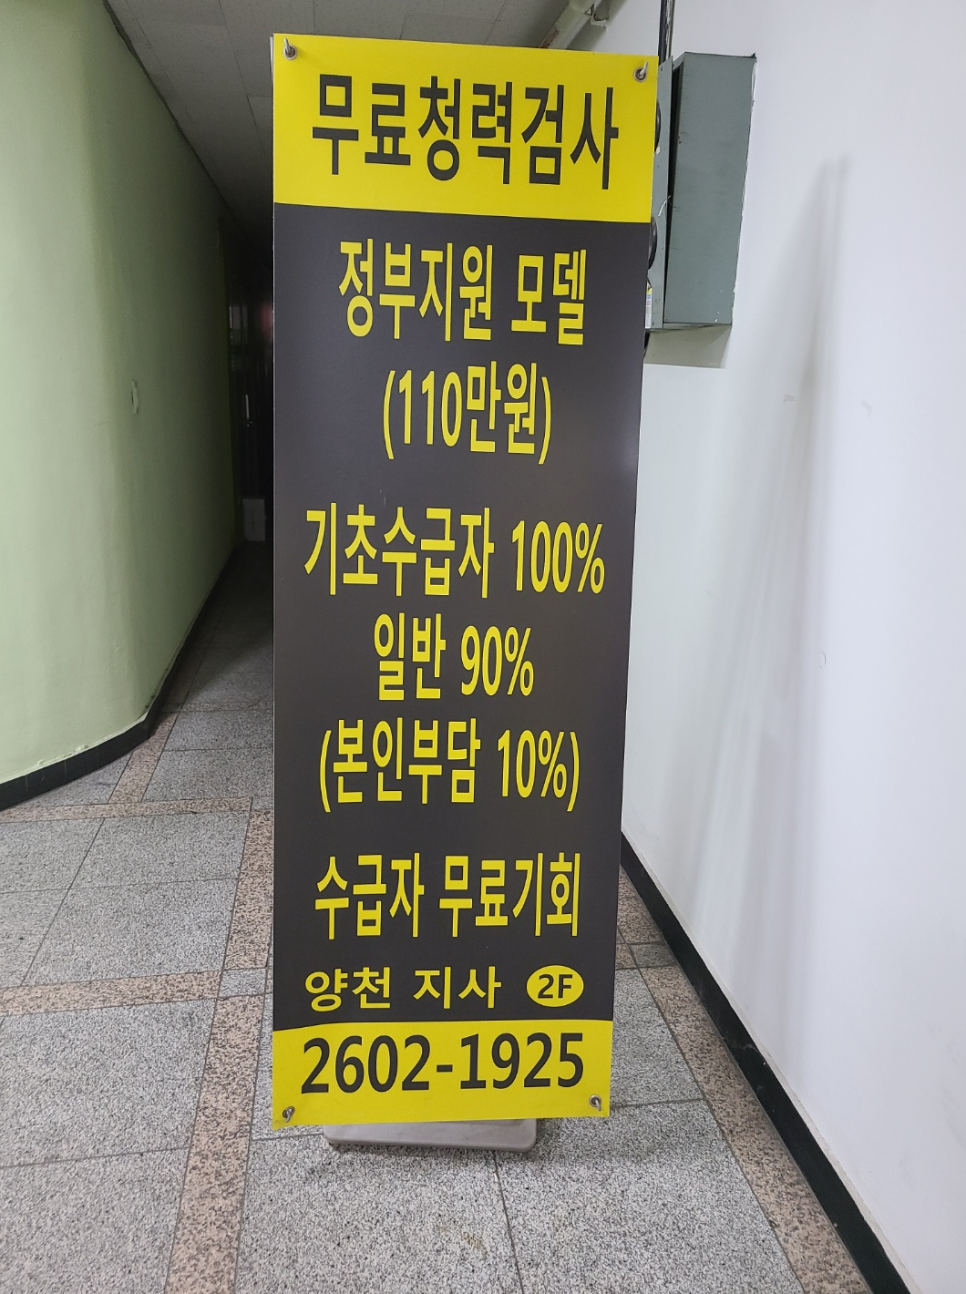 무료청력검사
정부지원 모델
(110만원)
기초수급자 100%
일반 90%
(본인부담 10%)
수급자 무료기회
양천 지사 2F
2602-1925